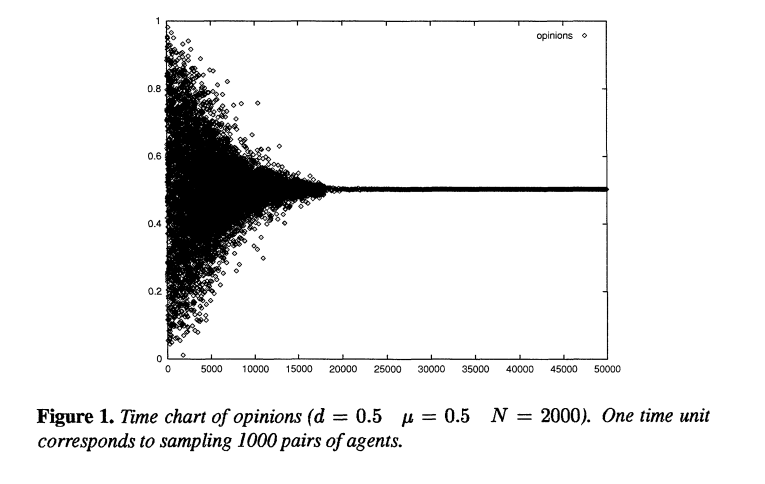 1
opinions ⋄
0.8
0.6
0.4
0.2
0
0 5000 10000 15000 20000 25000 30000 35000 40000 45000 50000
Figure 1. Time chart of opinions (d = 0.5 μ = 0.5 N = 2000). One time unit
corresponds to sampling 1000 pairs of agents.